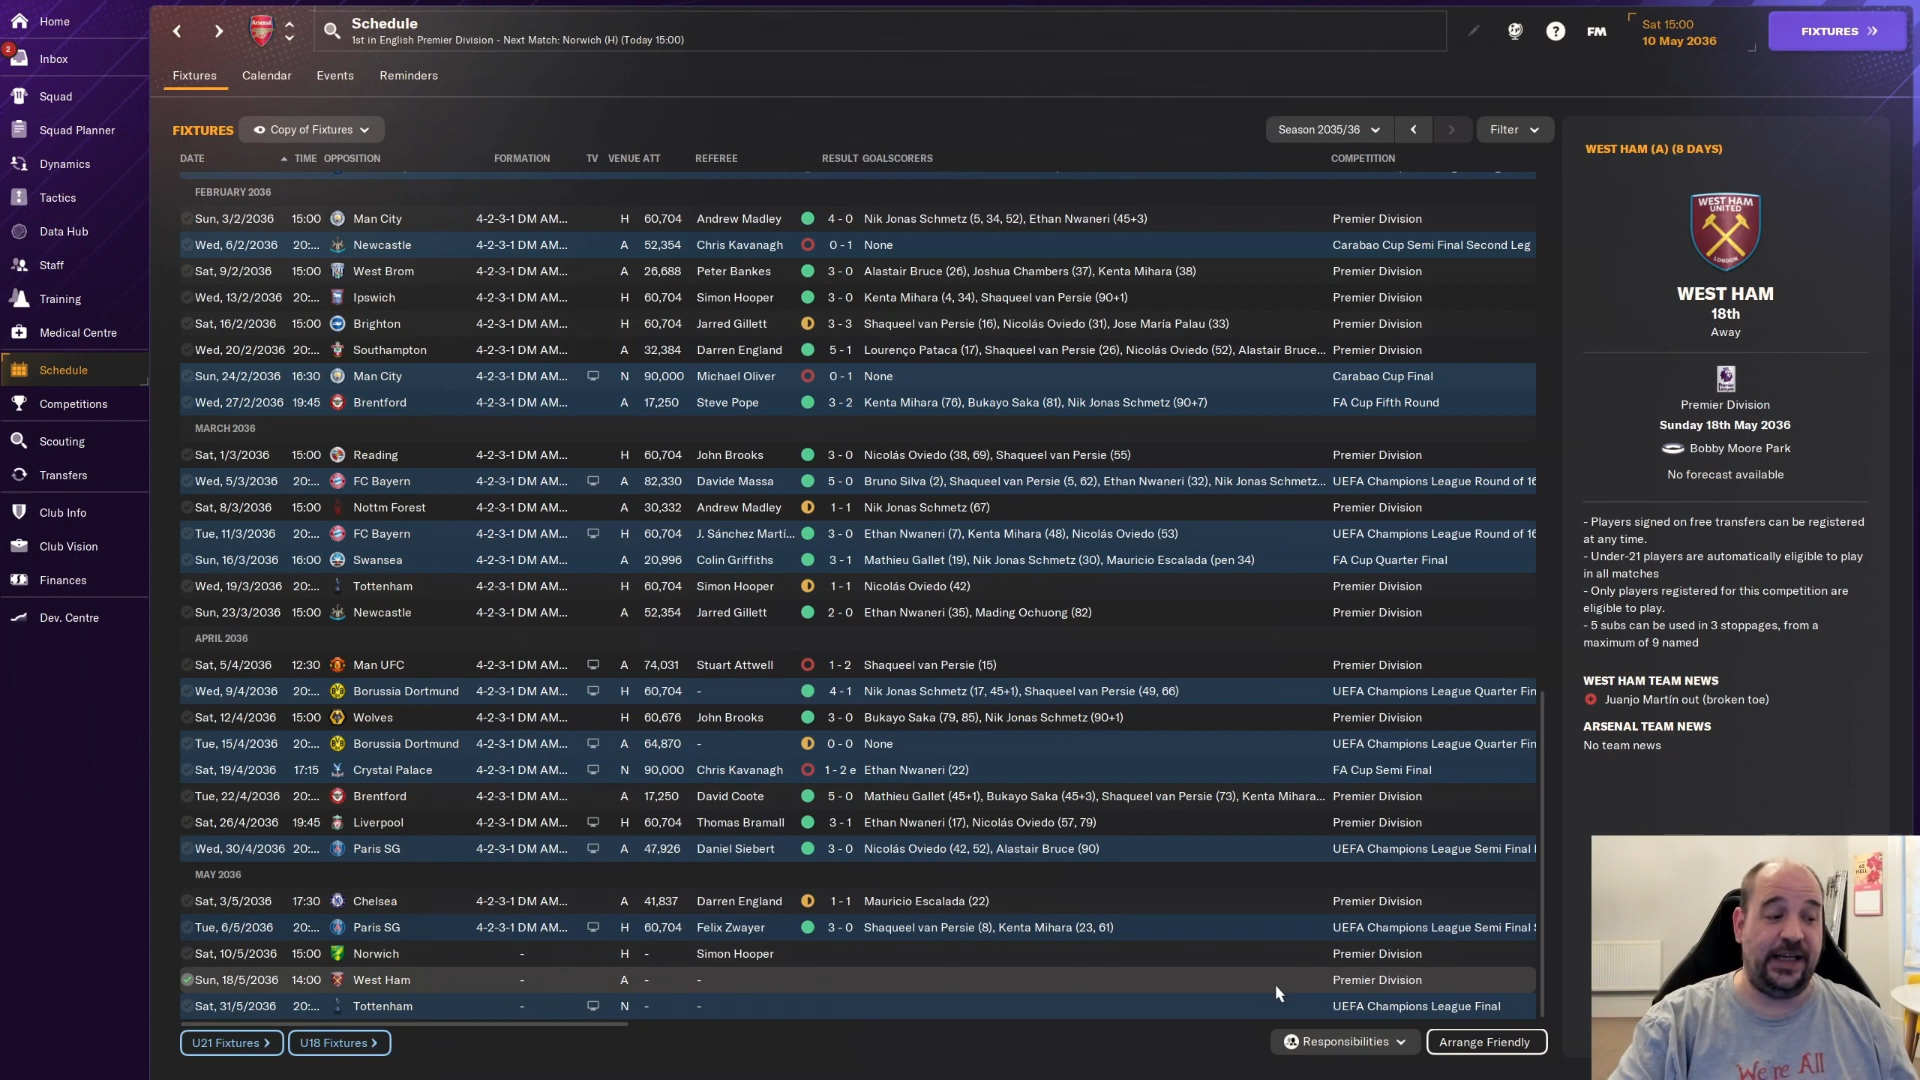 Home
2
Inbox
Squad
Squad Planner
Dynamics
Tactics
Data Hub
Staff
Training
Medical Centre
Schedule
Competitions
Scouting
Transfers
Club Info
Club Vision
Finances
Dev. Centre
Schedule
1st in English Premier Division - Next Match: Norwich (H) (Today 15:00)
FM
Sat 15:00
10 May 2036
FIXTURES
Fixtures Calendar Events Reminders
FIXTURES Copy of Fixtures Season 2035/36 Filter
DATE TIME OPPOSITION FORMATION TV VENUE ATT REFEREE RESULT GOALSCORERS COMPETITION
FEBRUARY 2036
Sun, 3/2/2036 15:00 Man City 4-2-3-1 DM AM... H 60,704 Andrew Madley 4 - 0 Nik Jonas Schmetz (5, 34, 52), Ethan Nwaneri (45+3) Premier Division
Wed, 6/2/2036 20:... Newcastle 4-2-3-1 DM AM... A 52,354 Chris Kavanagh 0 - 1 None Carabao Cup Semi Final Second Leg
Sat, 9/2/2036 15:00 West Brom 4-2-3-1 DM AM... A 26,688 Peter Bankes 3 - 0 Alastair Bruce (26), Joshua Chambers (37), Kenta Mihara (38) Premier Division
Wed, 13/2/2036 20:... Ipswich 4-2-3-1 DM AM... H 60,704 Simon Hooper 3 - 0 Kenta Mihara (4, 34), Shaqueel van Persie (90+1) Premier Division
Sat, 16/2/2036 15:00 Brighton 4-2-3-1 DM AM... H 60,704 Jarred Gillett 3 - 3 Shaqueel van Persie (16), Nicolás Oviedo (31), Jose María Palau (33) Premier Division
Wed, 20/2/2036 20:... Southampton 4-2-3-1 DM AM... A 32,384 Darren England 5 - 1 Lourenço Pataca (17), Shaqueel van Persie (26), Nicolás Oviedo (52), Alastair Bruce... Premier Division
Sun, 24/2/2036 16:30 Man City 4-2-3-1 DM AM... N 90,000 Michael Oliver 0 - 1 None Carabao Cup Final
Wed, 27/2/2036 19:45 Brentford 4-2-3-1 DM AM... A 17,250 Steve Pope 3 - 2 Kenta Mihara (76), Bukayo Saka (81), Nik Jonas Schmetz (90+7) FA Cup Fifth Round
MARCH 2036
Sat, 1/3/2036 15:00 Reading 4-2-3-1 DM AM... H 60,704 John Brooks 3 - 0 Nicolás Oviedo (38, 69), Shaqueel van Persie (55) Premier Division
Wed, 5/3/2036 20:... FC Bayern 4-2-3-1 DM AM... A 82,330 Davide Massa 5 - 0 Bruno Silva (2), Shaqueel van Persie (5, 62), Ethan Nwaneri (32), Nik Jonas Schmetz... UEFA Champions League Round of 16
Sat, 8/3/2036 15:00 Nottm Forest 4-2-3-1 DM AM... A 30,332 Andrew Madley 1 - 1 Nik Jonas Schmetz (67) Premier Division
Tue, 11/3/2036 20:... FC Bayern 4-2-3-1 DM AM... H 60,704 J. Sánchez Martí... 3 - 0 Ethan Nwaneri (7), Kenta Mihara (48), Nicolás Oviedo (53) UEFA Champions League Round of 16
Sun, 16/3/2036 16:00 Swansea 4-2-3-1 DM AM... A 20,996 Colin Griffiths 3 - 1 Mathieu Gallet (19), Nik Jonas Schmetz (30), Mauricio Escalada (pen 34) FA Cup Quarter Final
Wed, 19/3/2036 20:... Tottenham 4-2-3-1 DM AM... H 60,704 Simon Hooper 1 - 1 Nicolás Oviedo (42) Premier Division
Sun, 23/3/2036 15:00 Newcastle 4-2-3-1 DM AM... A 52,354 Jarred Gillett 2 - 0 Ethan Nwaneri (35), Mading Ochuong (82) Premier Division
APRIL 2036
Sat, 5/4/2036 12:30 Man UFC 4-2-3-1 DM AM... A 74,031 Stuart Attwell 1 - 2 Shaqueel van Persie (15) Premier Division
Wed, 9/4/2036 20:... Borussia Dortmund 4-2-3-1 DM AM... H 60,704 - 4 - 1 Nik Jonas Schmetz (17, 45+1), Shaqueel van Persie (49, 66) UEFA Champions League Quarter Fin
Sat, 12/4/2036 15:00 Wolves 4-2-3-1 DM AM... H 60,676 John Brooks 3 - 0 Bukayo Saka (79, 85), Nik Jonas Schmetz (90+1) Premier Division
Tue, 15/4/2036 20:... Borussia Dortmund 4-2-3-1 DM AM... A 64,870 - 0 - 0 None UEFA Champions League Quarter Fin
Sat, 19/4/2036 17:15 Crystal Palace 4-2-3-1 DM AM... N 90,000 Chris Kavanagh 1 - 2 e Ethan Nwaneri (22) FA Cup Semi Final
Tue, 22/4/2036 20:... Brentford 4-2-3-1 DM AM... A 17,250 David Coote 5 - 0 Mathieu Gallet (45+1), Bukayo Saka (45+3), Shaqueel van Persie (73), Kenta Mihara... Premier Division
Sat, 26/4/2036 19:45 Liverpool 4-2-3-1 DM AM... H 60,704 Thomas Bramall 3 - 1 Ethan Nwaneri (17), Nicolás Oviedo (57, 79) Premier Division
Wed, 30/4/2036 20:... Paris SG 4-2-3-1 DM AM... A 47,926 Daniel Siebert 3 - 0 Nicolás Oviedo (42, 52), Alastair Bruce (90) UEFA Champions League Semi Final
MAY 2036
Sat, 3/5/2036 17:30 Chelsea 4-2-3-1 DM AM... A 41,837 Darren England 1 - 1 Mauricio Escalada (22) Premier Division
Tue, 6/5/2036 20:... Paris SG 4-2-3-1 DM AM... H 60,704 Felix Zwayer 3 - 0 Shaqueel van Persie (8), Kenta Mihara (23, 61) UEFA Champions League Semi Final
Sat, 10/5/2036 15:00 Norwich - H - Simon Hooper Premier Division
Sun, 18/5/2036 14:00 West Ham - A - - Premier Division
Sat, 31/5/2036 20:... Tottenham - N - - UEFA Champions League Final
U21 Fixtures U18 Fixtures Responsibilities Arrange Friendly
WEST HAM (A) (8 DAYS)
WEST HAM
UNITED
LONDON
WEST HAM
18th
Away
Premier Division
Sunday 18th May 2036
Bobby Moore Park
No forecast available
- Players signed on free transfers can be registered
at any time.
- Under-21 players are automatically eligible to play
in all matches
- Only players registered for this competition are
eligible to play.
- 5 subs can be used in 3 stoppages, from a
maximum of 9 named
WEST HAM TEAM NEWS
Juanjo Martín out (broken toe)
ARSENAL TEAM NEWS
No team news
We're All